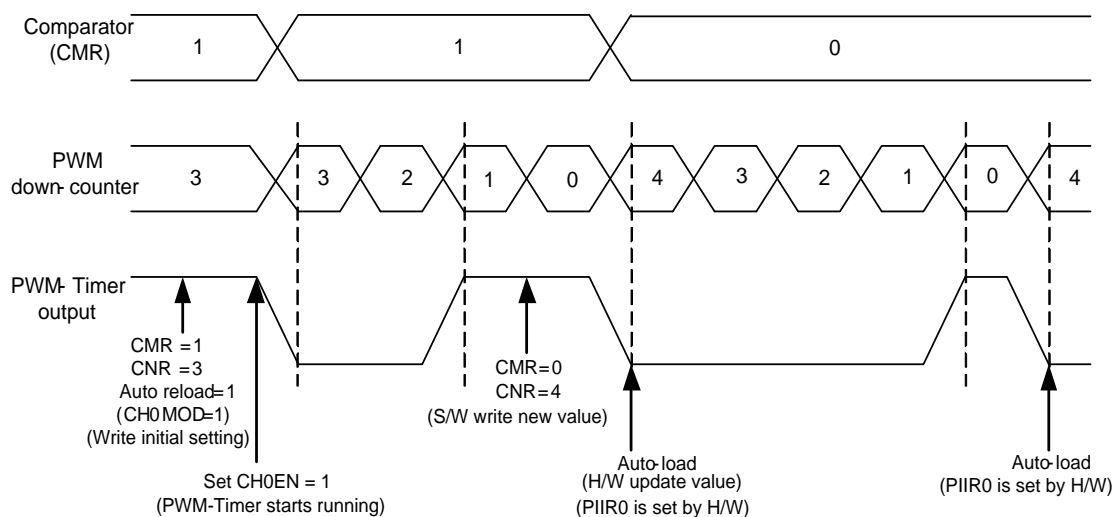 Comparator
(CMR)
1
1
0
PWM
down-counter
3
3
2
1
0
4
3
2
1
0
4
PWM-Timer
output
CMR =1
CNR =3
Auto reload=1
(CH0MOD=1)
(Write initial setting)
Set CH0EN = 1
(PWM-Timer starts running)
CMR=0
CNR=4
(S/W write new value)
Auto-load
(H/W update value)
(PIIR0 is set by H/W)
Auto-load
(PIIR0 is set by H/W)